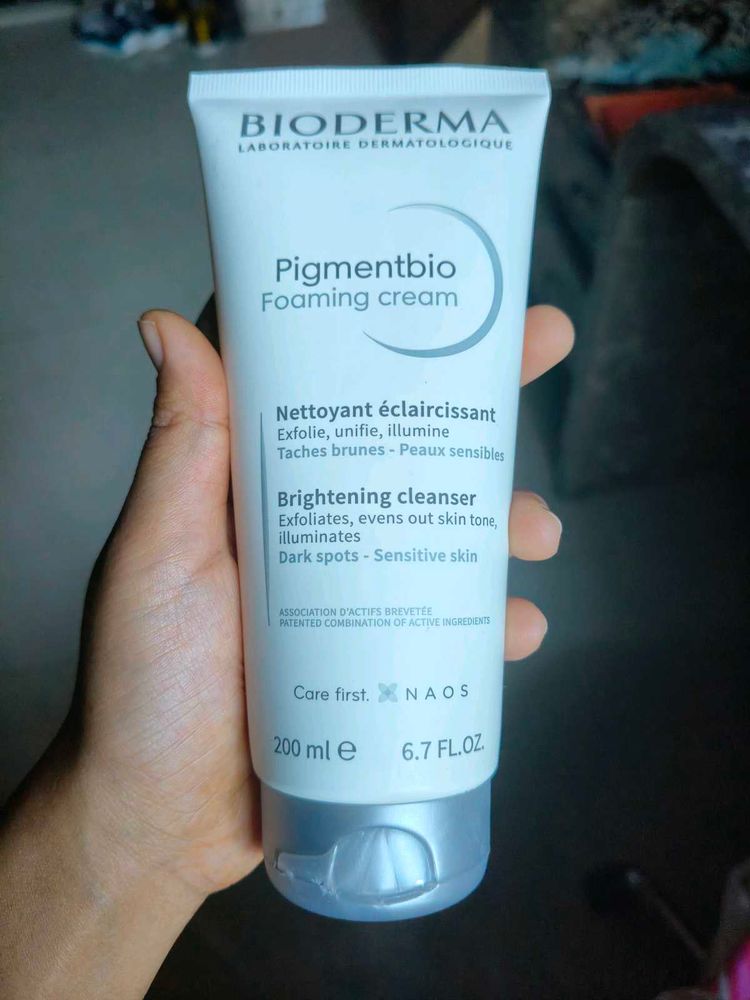 BIODERMA
LABORATOIRE DERMATOLOGIQUE
Pigmentbio
Foaming cream
Nettoyant éclaircissant
Exfolie, unifie, illumine
Taches brunes - Peaux sensibles
Brightening cleanser
Exfoliates, evens out skin tone,
illuminates
Dark spots - Sensitive skin
ASSOCIATION D'ACTIFS BREVETÉE
PATENTED COMBINATION OF ACTIVE INGREDIENTS
Care first. NAOS
200 ml ℮ 6.7 FL.OZ.